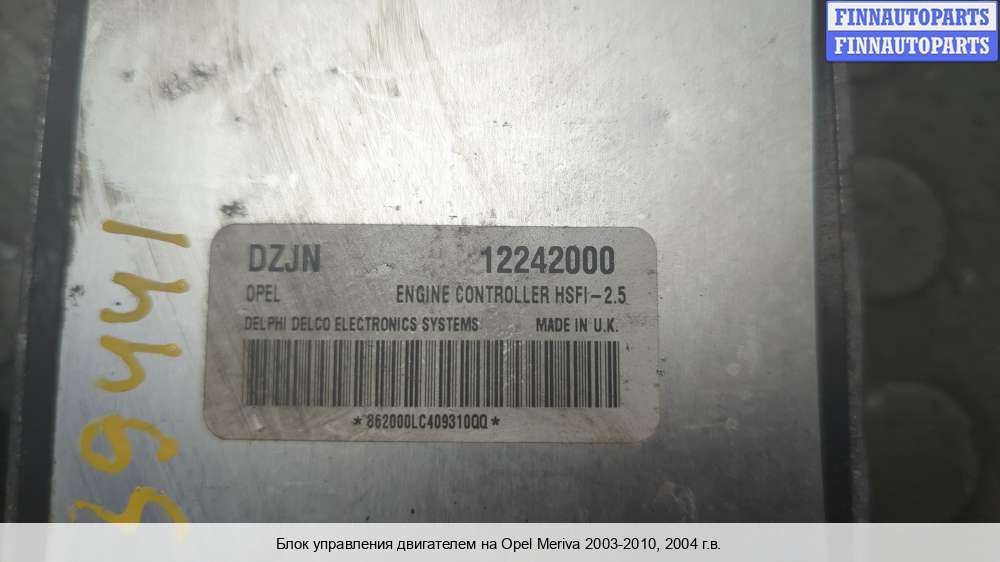 FINNAUTOPARTS
FINNAUTOPARTS
DZJN 12242000
OPEL ENGINE CONTROLLER HSFI-2.5
DELPHI DELCO ELECTRONICS SYSTEMS MADE IN U.K.
*862000LC409310QQ*
39441
Блок управления двигателем на Opel Meriva 2003-2010, 2004 г.в.